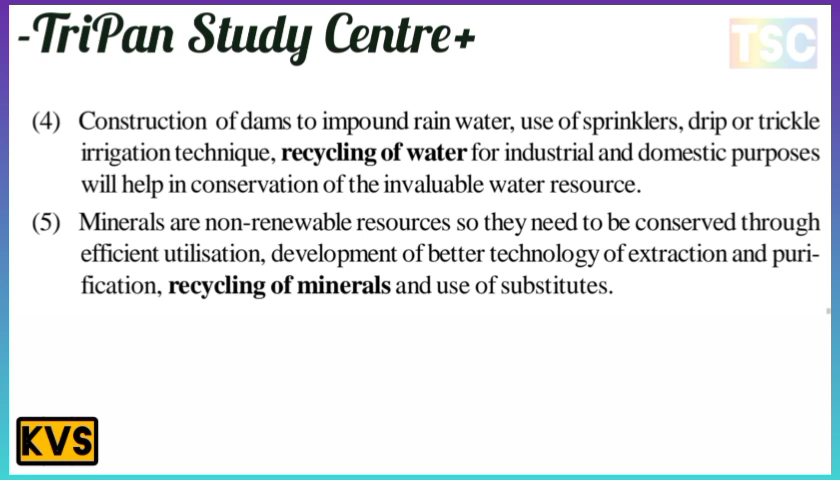 -TriPan Study Centre+
TSC
(4) Construction of dams to impound rain water, use of sprinklers, drip or trickle
irrigation technique, recycling of water for industrial and domestic purposes
will help in conservation of the invaluable water resource.
(5) Minerals are non-renewable resources so they need to be conserved through
efficient utilisation, development of better technology of extraction and puri-
fication, recycling of minerals and use of substitutes.
KVS